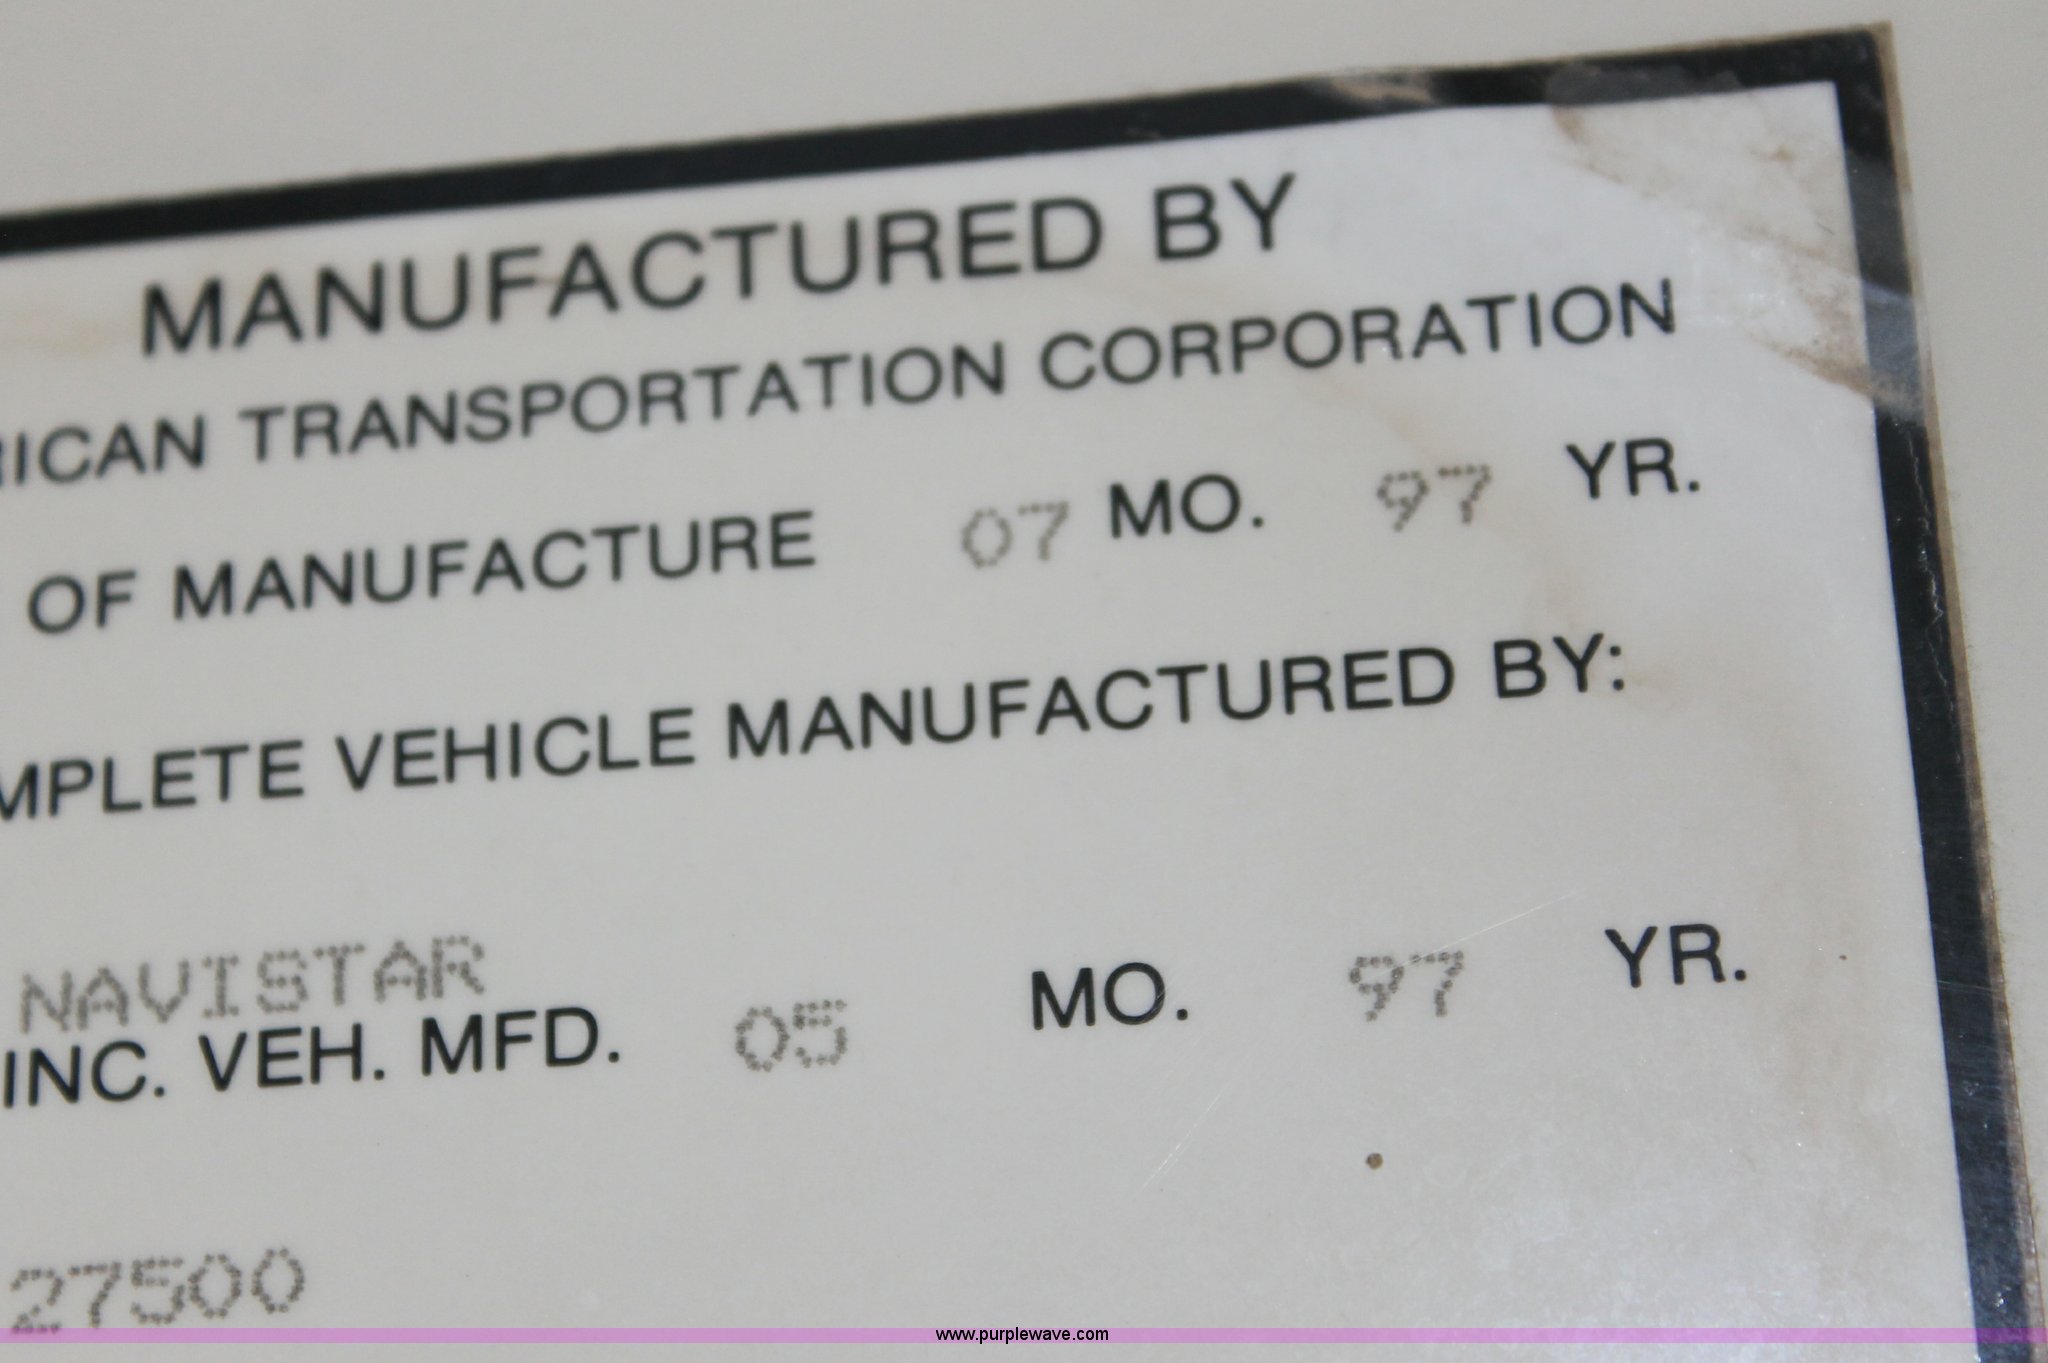 MANUFACTURED BY
RICAN TRANSPORTATION CORPORATION
OF MANUFACTURE 07 MO. 97 YR.
MPLETE VEHICLE MANUFACTURED BY:
NAVISTAR
INC. VEH. MFD. 05 MO. 97 YR.
27500
www.purplewave.com